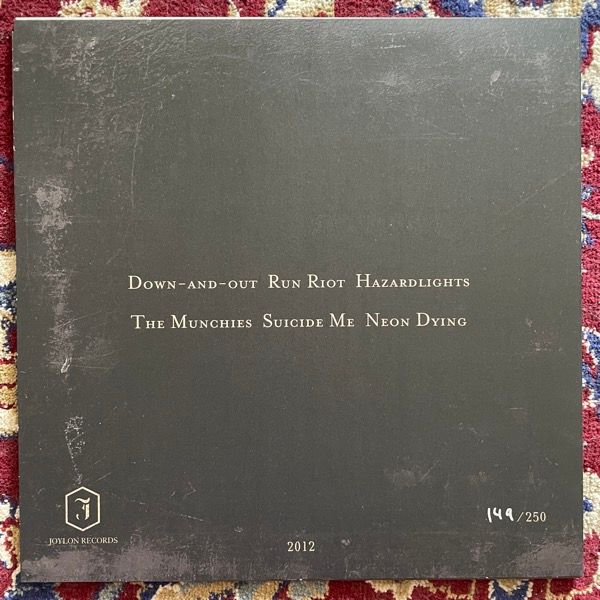 Down-and-out Run Riot Hazardlights
The Munchies Suicide Me Neon Dying
149/250
J
JOYLON RECORDS
2012